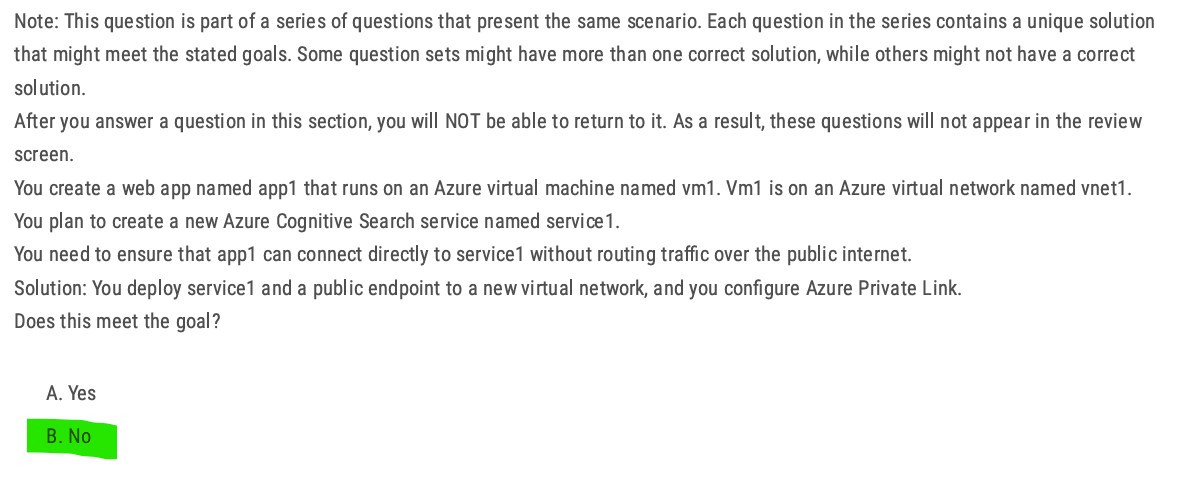 Note: This question is part of a series of questions that present the same scenario. Each question in the series contains a unique solution
that might meet the stated goals. Some question sets might have more than one correct solution, while others might not have a correct
solution.
After you answer a question in this section, you will NOT be able to return to it. As a result, these questions will not appear in the review
screen.
You create a web app named app1 that runs on an Azure virtual machine named vm1. Vm1 is on an Azure virtual network named vnet1.
You plan to create a new Azure Cognitive Search service named service1.
You need to ensure that app1 can connect directly to service1 without routing traffic over the public internet.
Solution: You deploy service1 and a public endpoint to a new virtual network, and you configure Azure Private Link.
Does this meet the goal?
A. Yes
B. No